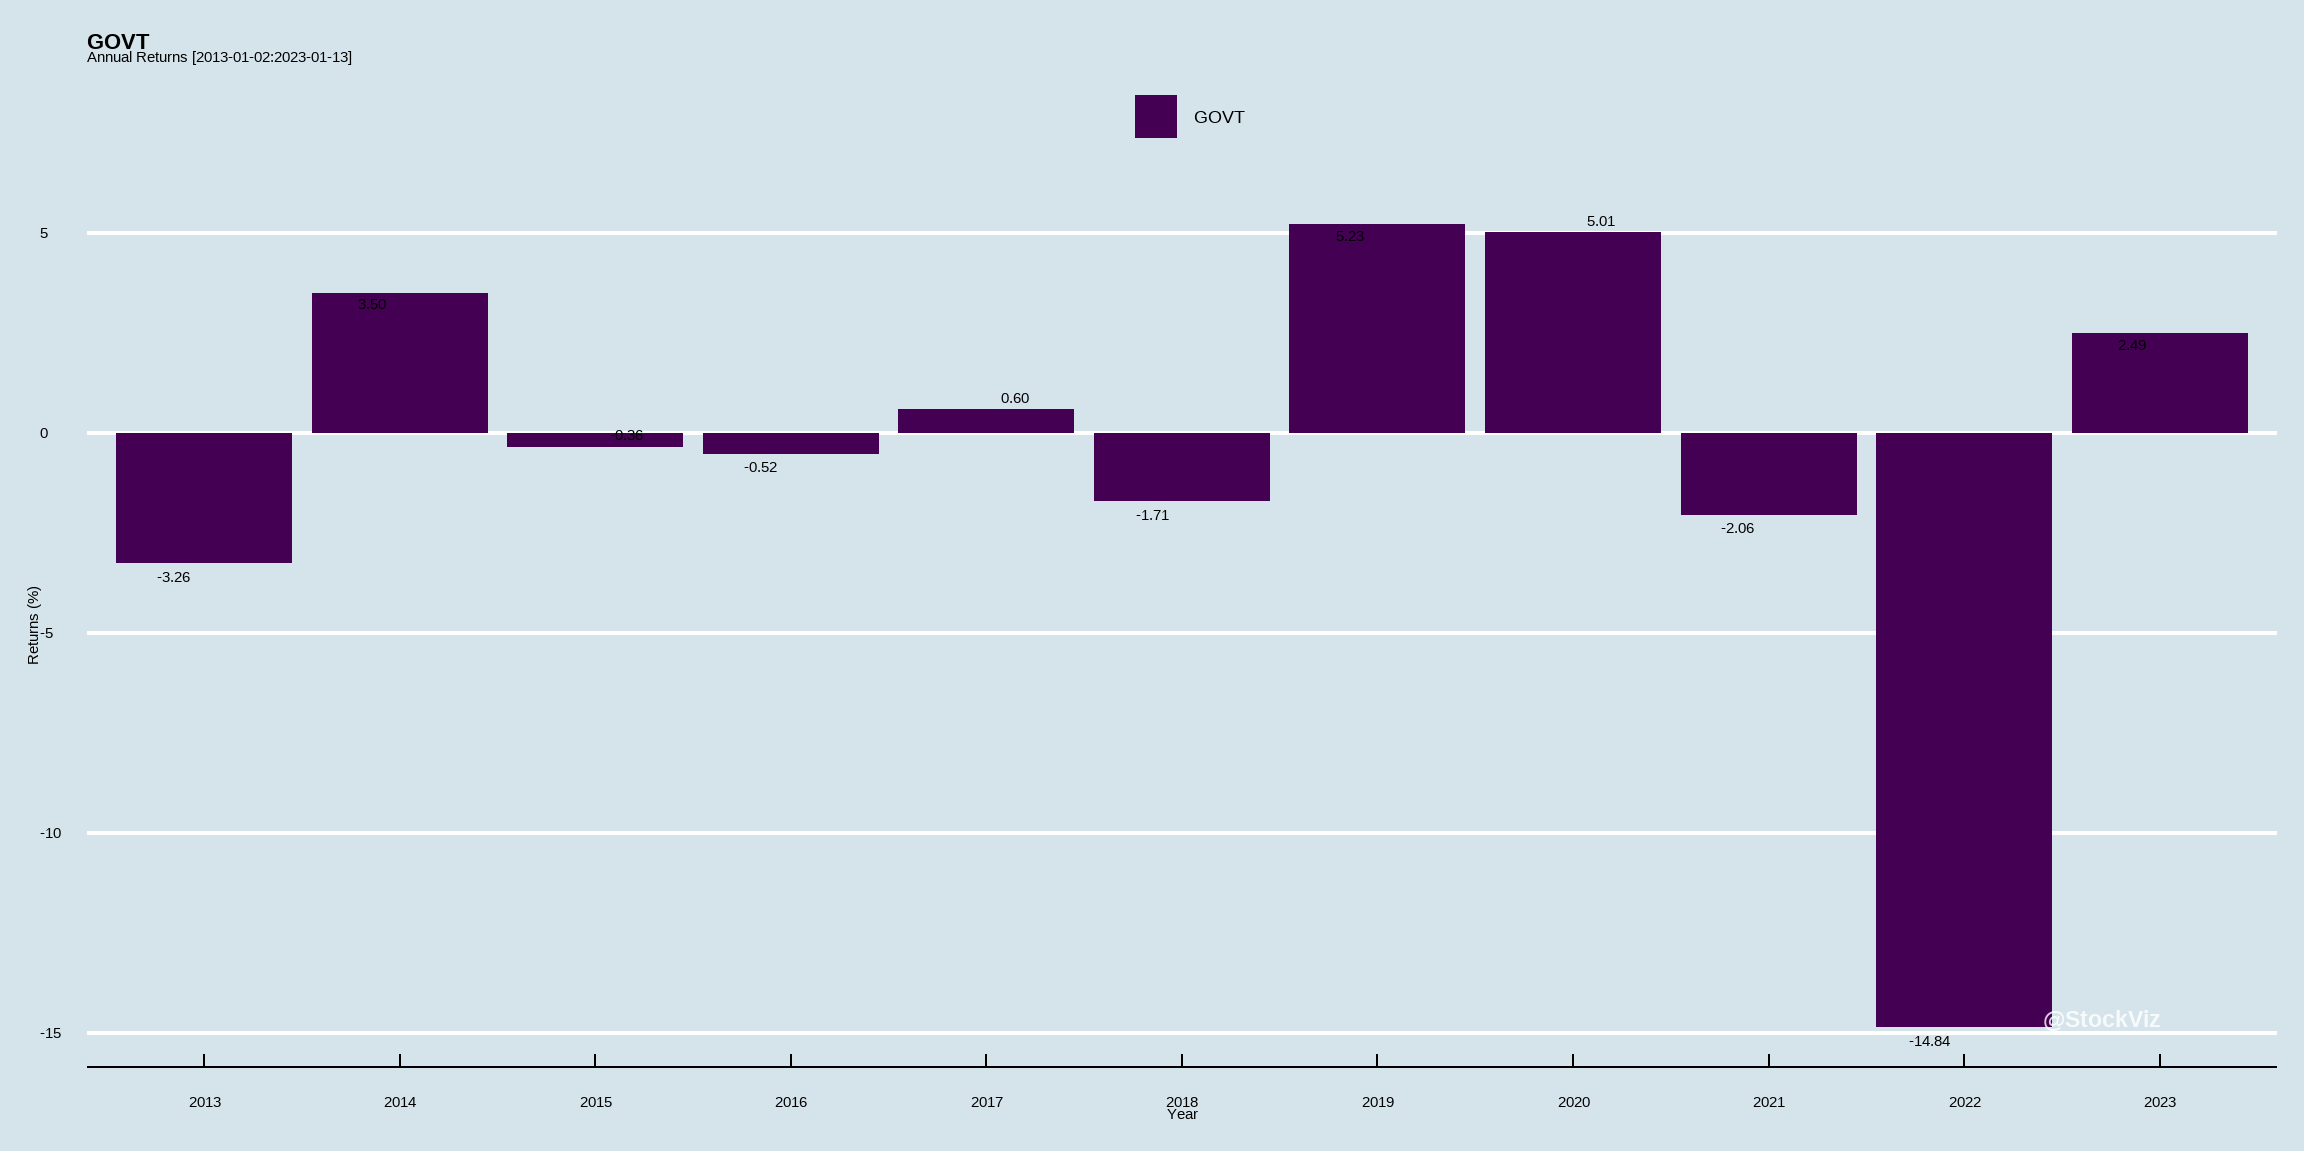 GOVT
Annual Returns [2013-01-02:2023-01-13]
GOVT
5
0
-5
-10
-15
Returns (%)
-3.26
3.50
-0.36
-0.52
0.60
-1.71
5.23
5.01
-2.06
-14.84
2.49
@StockViz
2013 2014 2015 2016 2017 2018 2019 2020 2021 2022 2023
Year